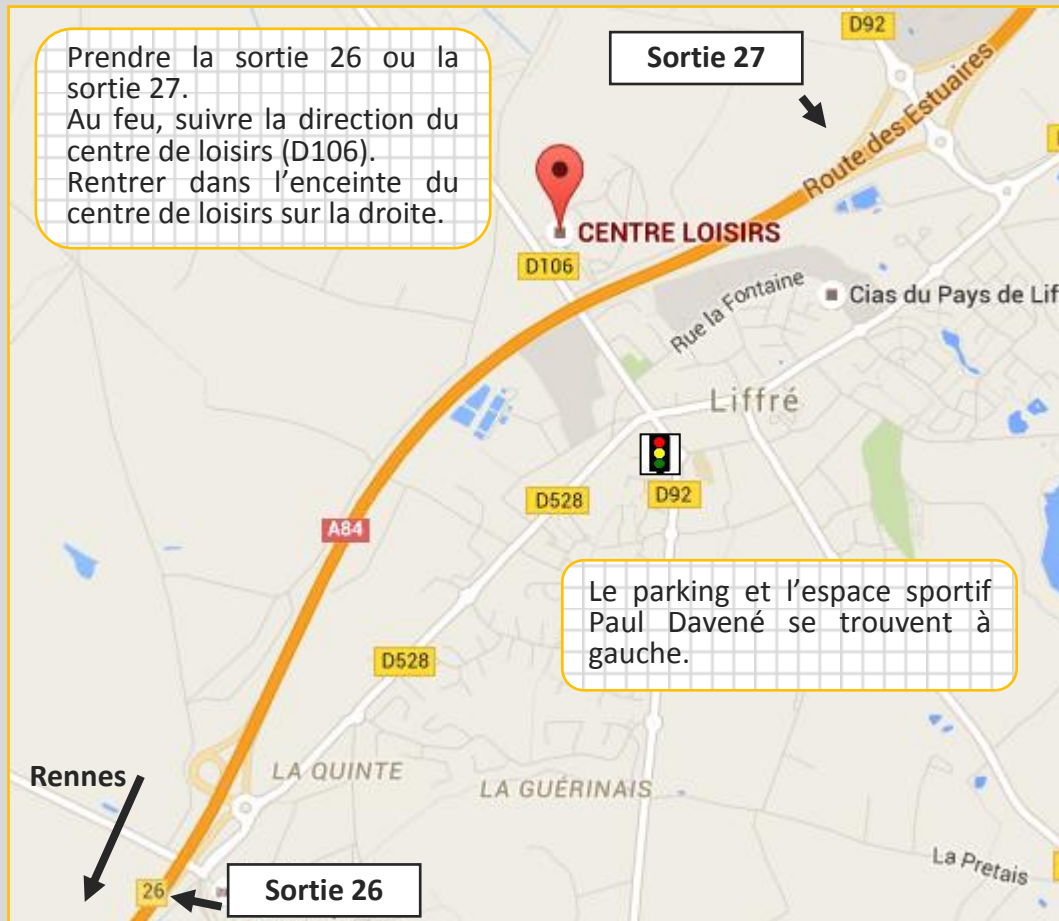 Prendre la sortie 26 ou la
sortie 27.
Au feu, suivre la direction du
centre de loisirs (D106).
Rentrer dans l'enceinte du
centre de loisirs sur la droite.
Sortie 27
D92
Route des Estuaires
CENTRE LOISIRS
D106
Rue la Fontaine
Cias du Pays de Lif
Liffré
D528
D92
A84
Le parking et l'espace sportif
Paul Davené se trouvent à
gauche.
D528
LA QUINTE
Rennes
LA GUÉRINAIS
La Pretais
26
Sortie 26